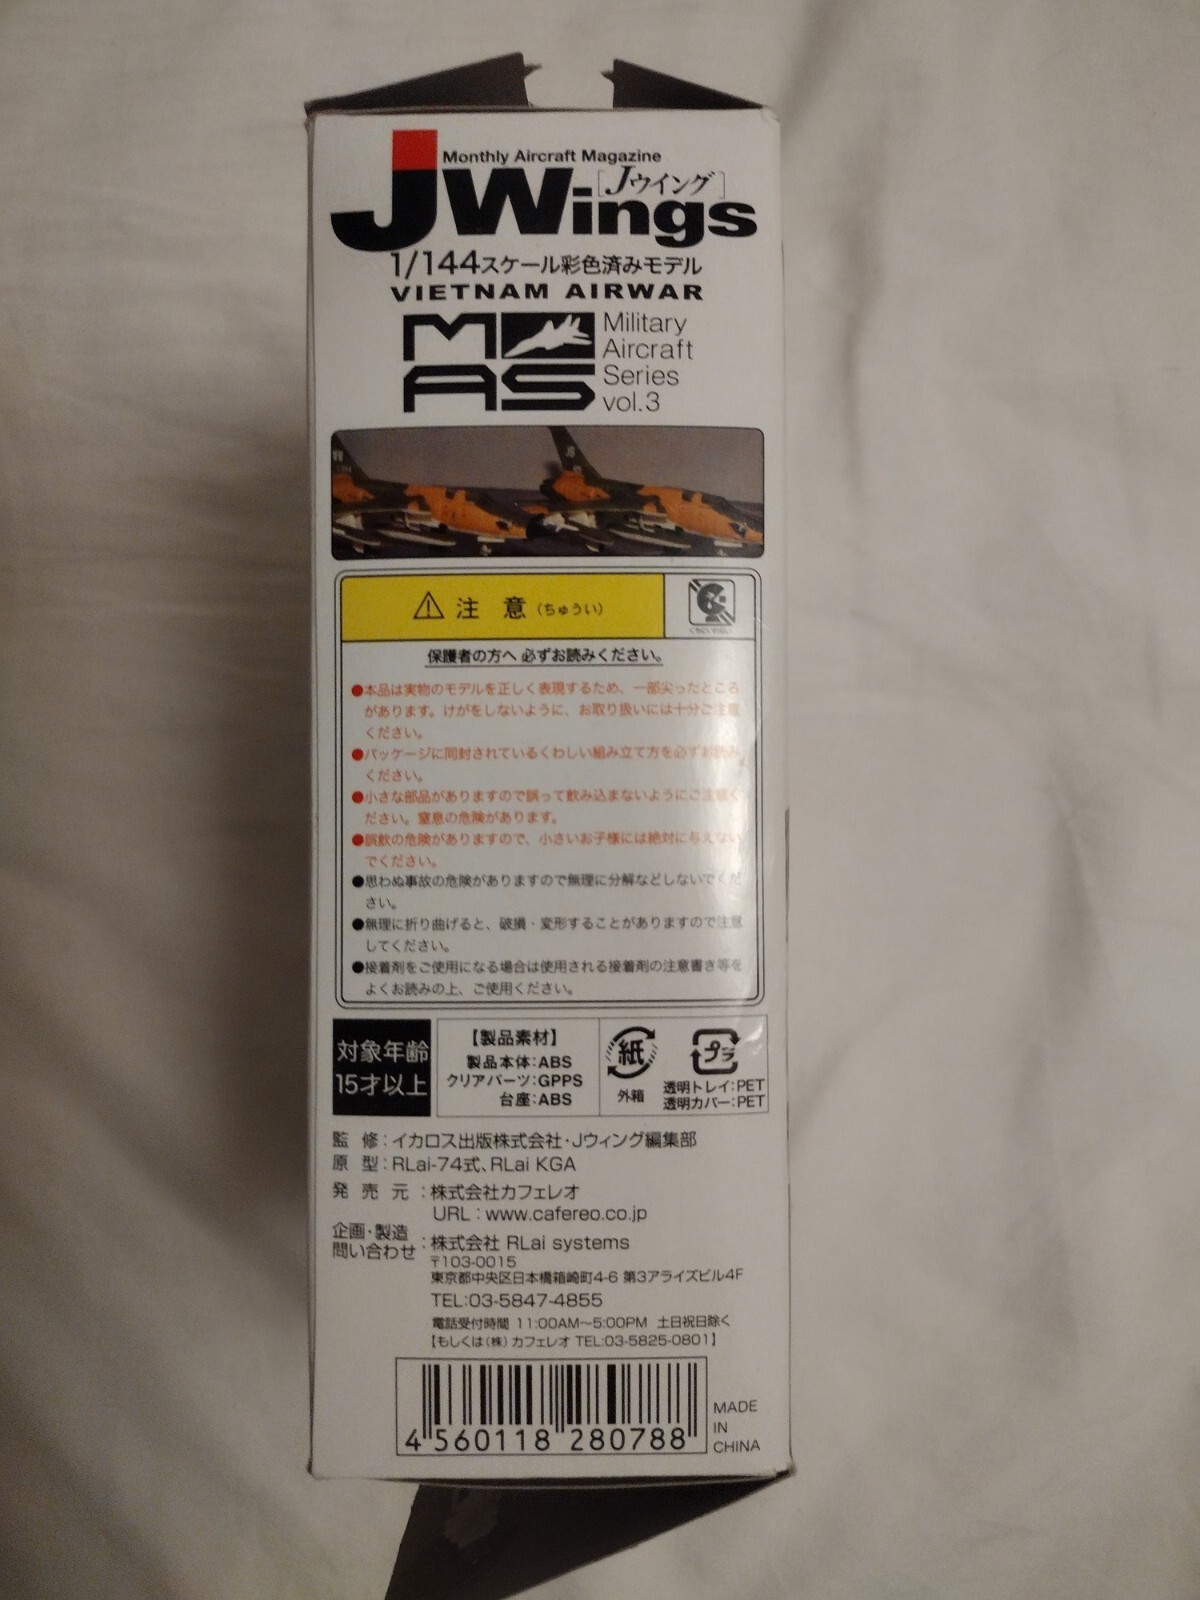 Monthly Aircraft Magazine
JWings
[Jウイング]
1/144スケール彩色済みモデル
VIETNAM AIRWAR
MAS
Military
Aircraft
Series
vol.3
⚠ 注 意 (ちゅうい)
保護者の方へ 必ずお読みください。
●本品は実物のモデルを正しく表現するため、一部尖ったところ
があります。けがをしないように、お取り扱いには十分ご注意
ください。
●パッケージに同封されているくわしい組み立て方を必ずお読み
ください。
●小さな部品がありますので誤って飲み込まないようにご注意く
ださい。窒息の危険があります。
●誤飲の危険がありますので、小さいお子様には絶対に与えない
でください。
●思わぬ事故の危険がありますので無理に分解などしないでくだ
さい。
●無理に折り曲げると、破損・変形することがありますので注意
してください。
●接着剤をご使用になる場合は使用される接着剤の注意書き等を
よくお読みの上、ご使用ください。
対象年齢
15才以上
【製品素材】
製品本体:ABS
クリアパーツ:GPPS
台座:ABS
紙
外箱
プラ
透明トレイ:PET
透明カバー:PET
監 修:イカロス出版株式会社・Jウィング編集部
原 型:RLai-74式、RLai KGA
発 売 元:株式会社カフェレオ
URL:www.cafereo.co.jp
企画・製造
問い合わせ:株式会社 RLai systems
〒103-0015
東京都中央区日本橋箱崎町4-6 第3アライズビル4F
TEL:03-5847-4855
電話受付時間 11:00AM～5:00PM 土日祝日除く
【もしくは(株)カフェレオ TEL:03-5825-0801】
4 560118 280788
MADE
IN
CHINA